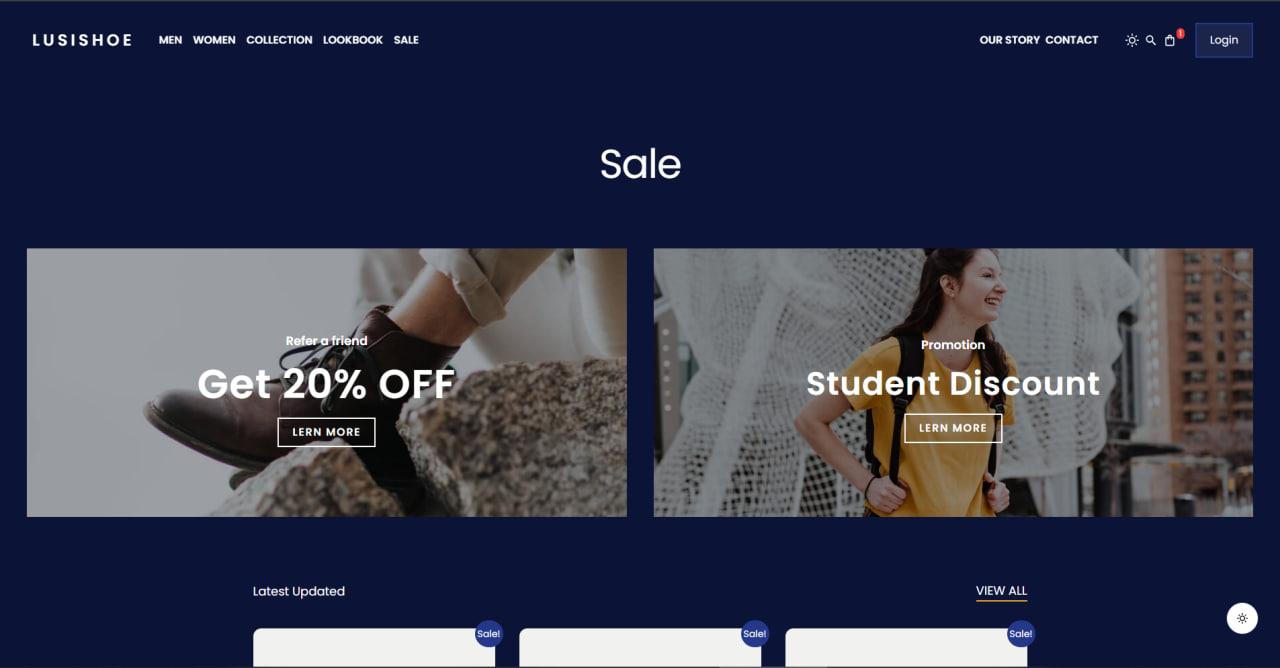 LUSISHOE
MEN WOMEN COLLECTION LOOKBOOK SALE
OUR STORY CONTACT
1
Login
Sale
Refer a friend
Get 20% OFF
LERN MORE
Promotion
Student Discount
LERN MORE
Latest Updated
VIEW ALL
Sale!
Sale!
Sale!